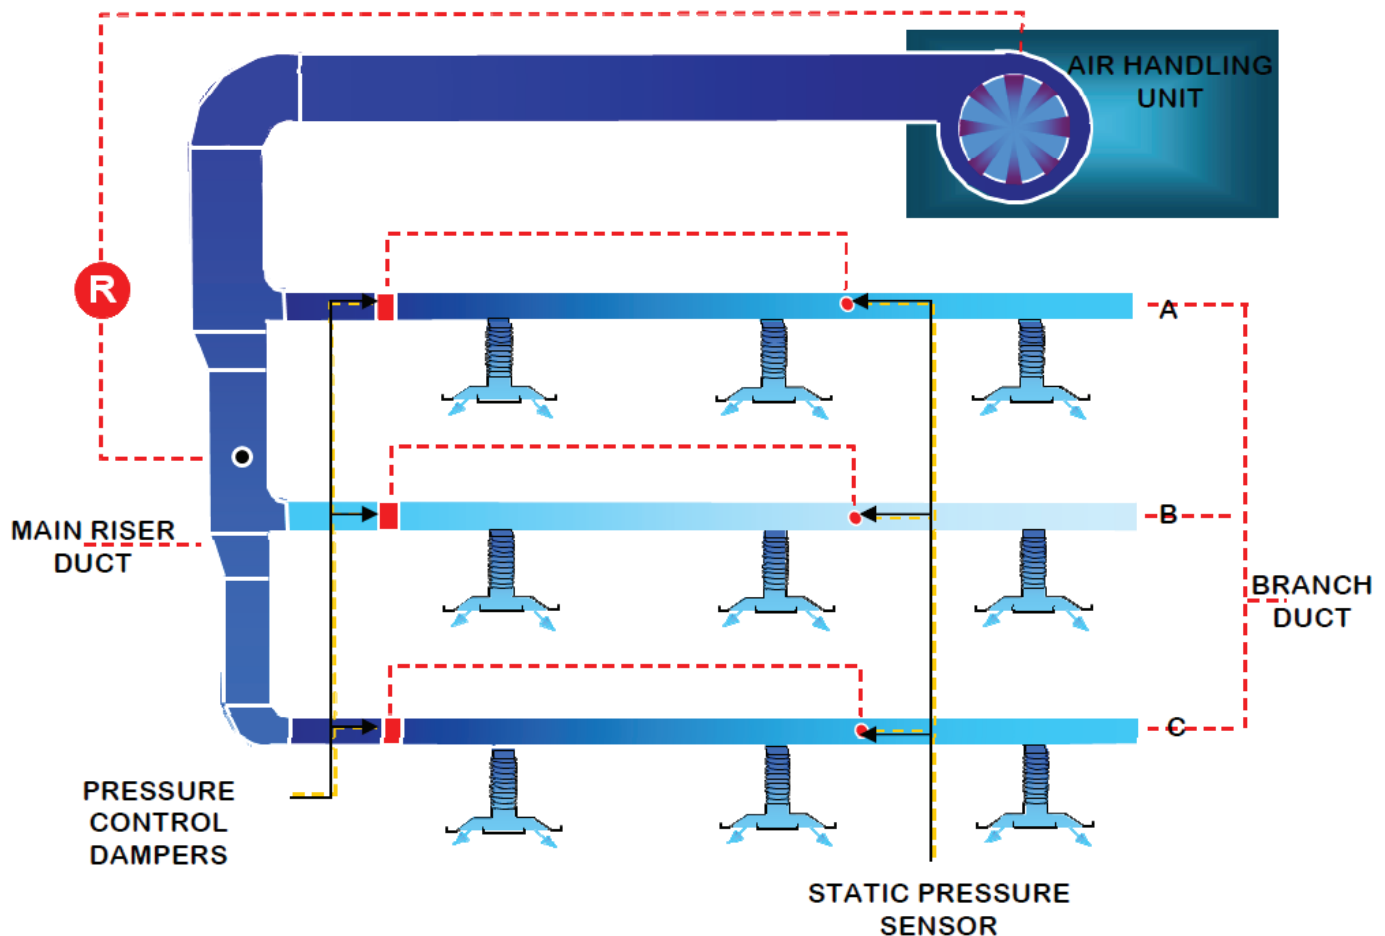 AIR HANDLING
UNIT
R
A
MAIN RISER
DUCT
B
BRANCH
DUCT
C
PRESSURE
CONTROL
DAMPERS
STATIC PRESSURE
SENSOR